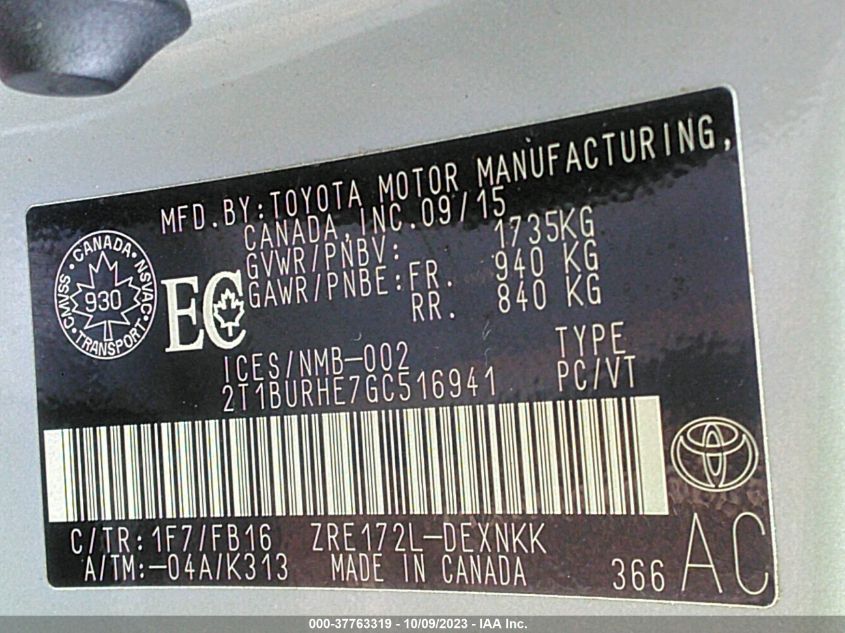 MFD.BY:TOYOTA MOTOR MANUFACTURING,
CANADA, INC.09/15
GVWR/PNBV: 1735KG
GAWR/PNBE:FR. 940 KG
RR. 840 KG
CANADA · NSVAC · TRANSPORT · CMVSS
930
EC
ICES/NMB-002 TYPE
2T1BURHE7GC516941 PC/VT
C/TR:1F7/FB16 ZRE172L-DEXNKK
A/TM:-04A/K313 MADE IN CANADA 366 AC
000-37763319 - 10/09/2023 - IAA Inc.